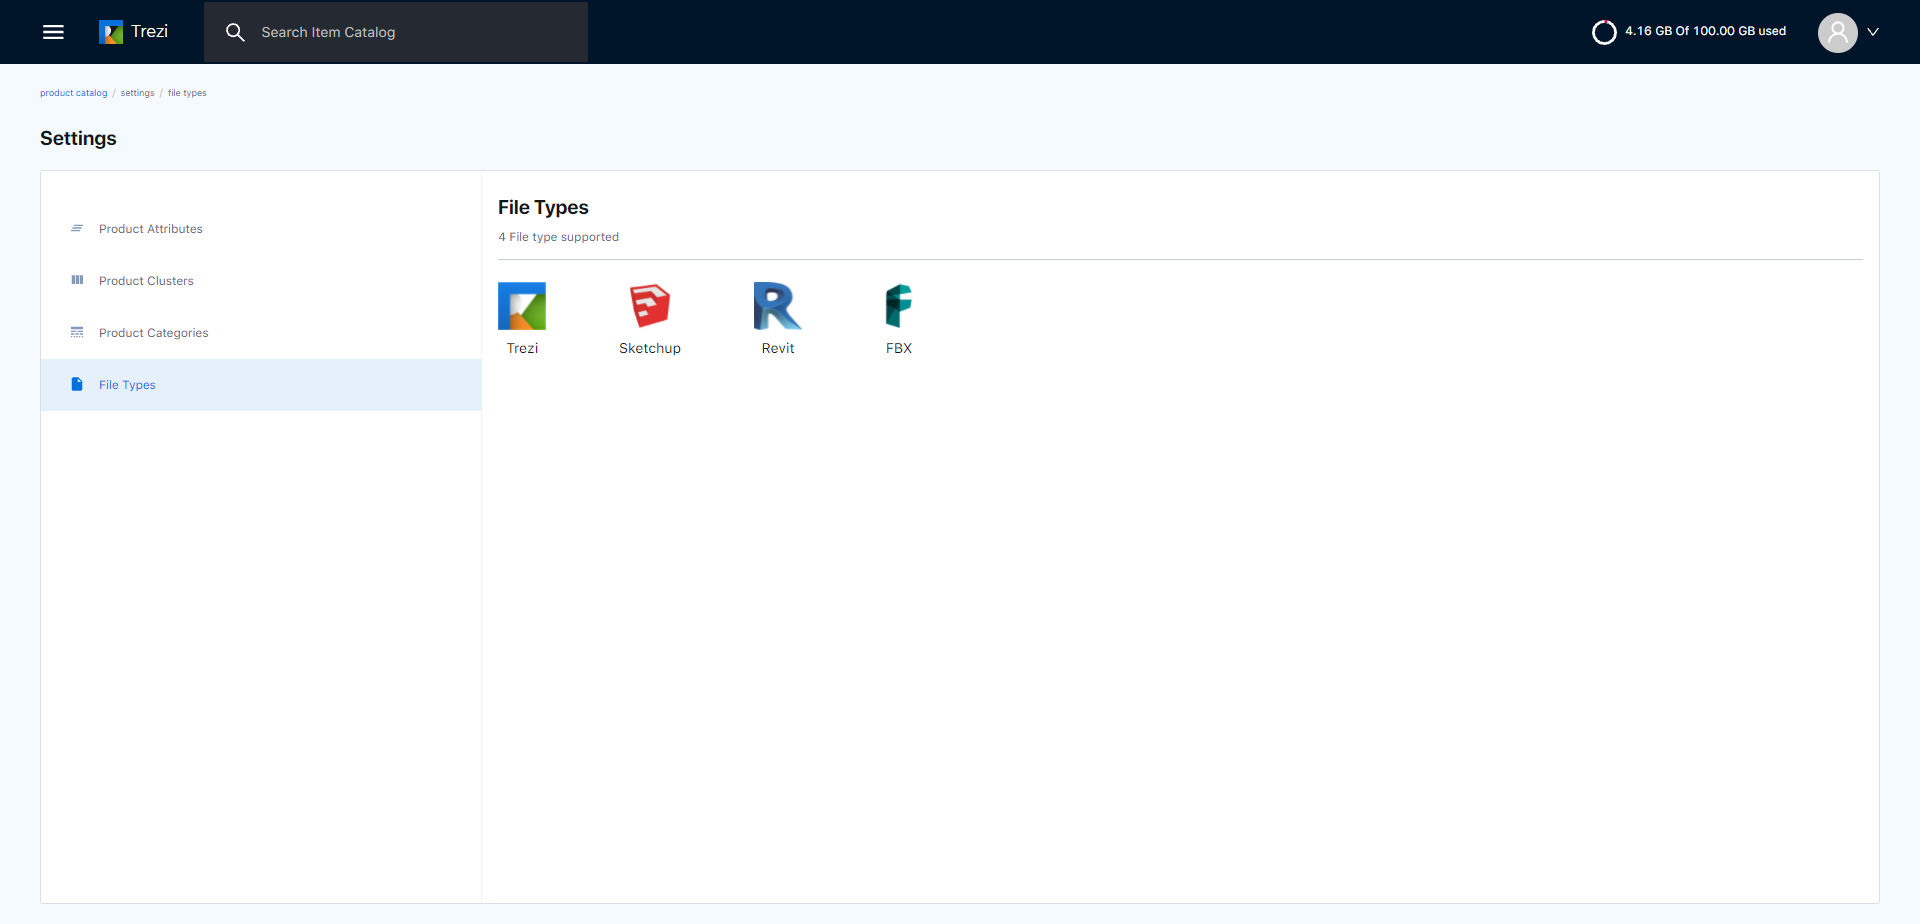 Trezi
Search Item Catalog
4.16 GB Of 100.00 GB used
product catalog / settings / file types
Settings
Product Attributes
Product Clusters
Product Categories
File Types
File Types
4 File type supported
Trezi
Sketchup
Revit
FBX